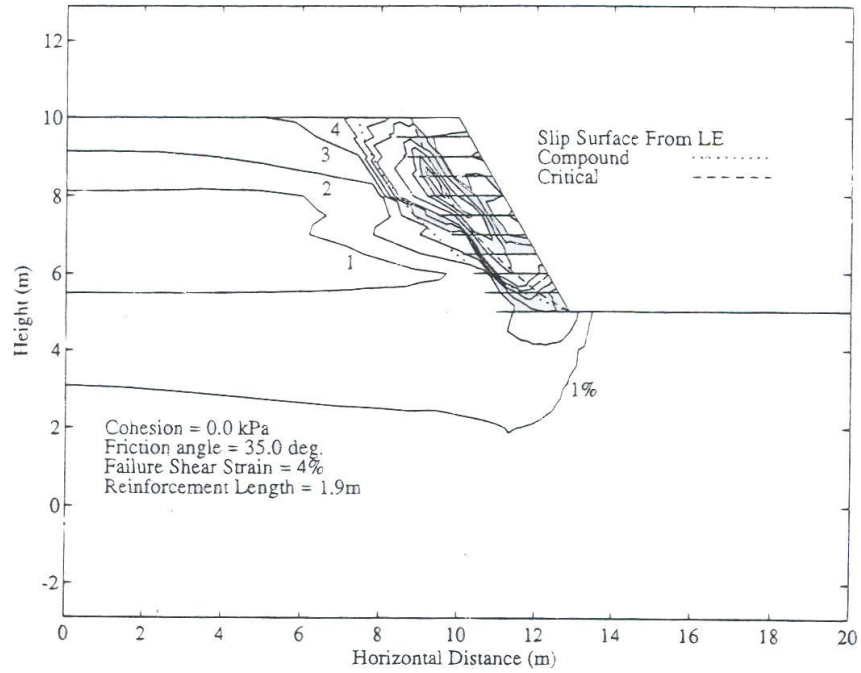 12
10
8
6
4
2
0
-2
Height (m)
0 2 4 6 8 10 12 14 16 18 20
Horizontal Distance (m)
4
3
2
1
1%
Slip Surface From LE
Compound
Critical
Cohesion = 0.0 kPa
Friction angle = 35.0 deg.
Failure Shear Strain = 4%
Reinforcement Length = 1.9m